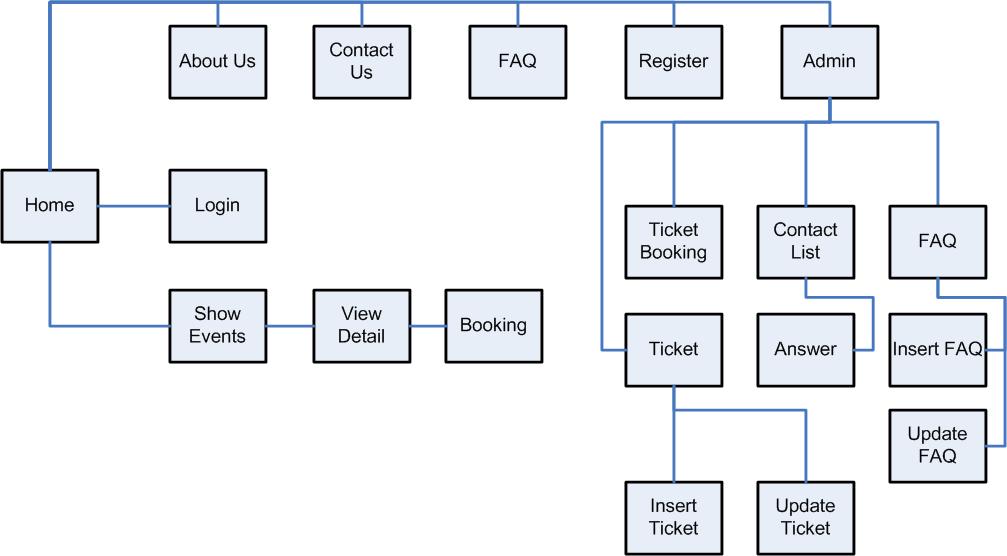 About Us
Contact
Us
FAQ
Register
Admin
Home
Login
Ticket
Booking
Contact
List
FAQ
Show
Events
View
Detail
Booking
Ticket
Answer
Insert FAQ
Update
FAQ
Insert
Ticket
Update
Ticket